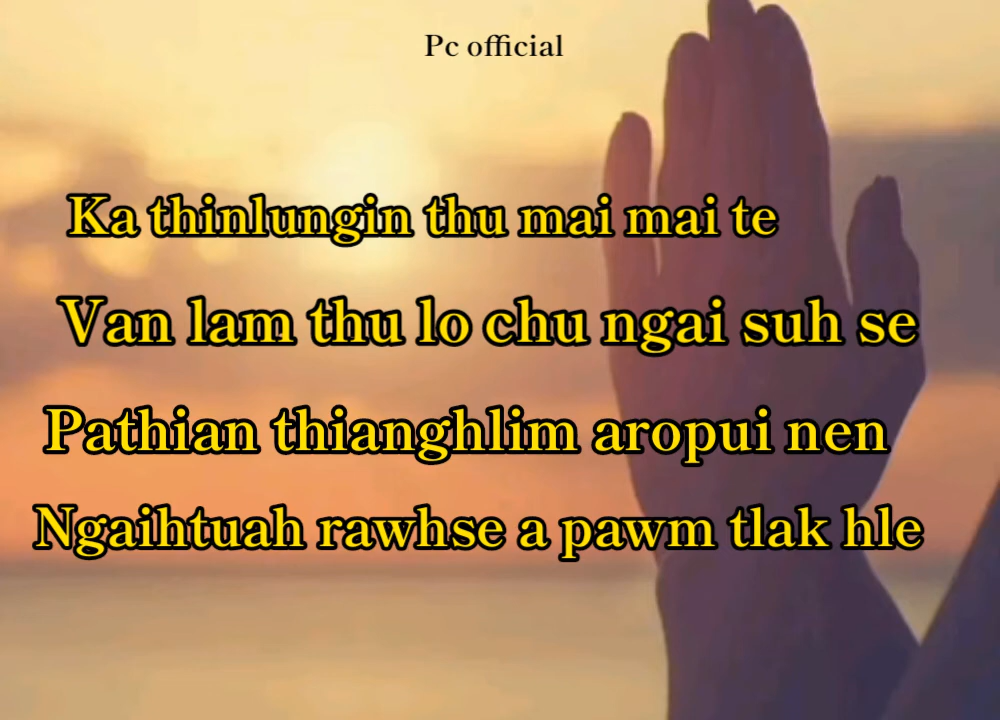 Pc official
Ka thinlungin thu mai mai te
Van lam thu lo chu ngai suh se
Pathian thianghlim aropui nen
Ngaihtuah rawhse a pawm tlak hle